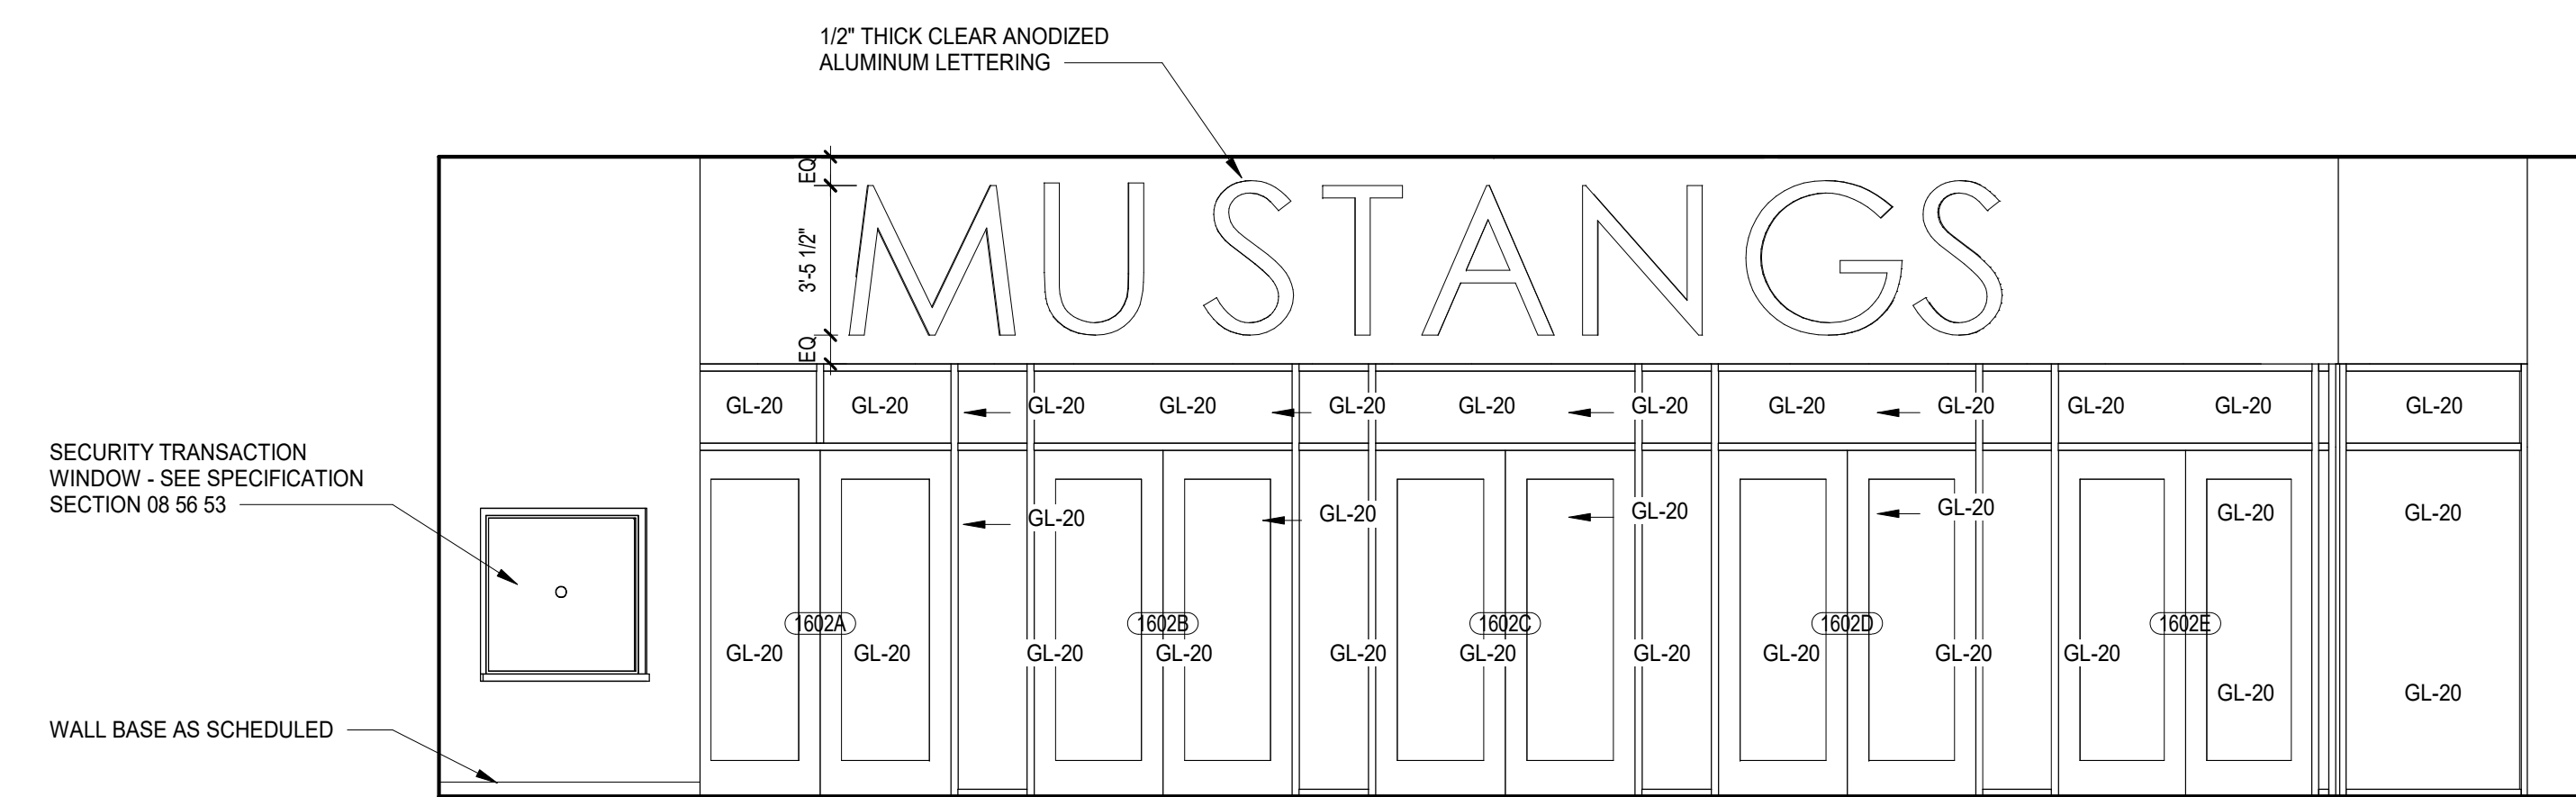 1/2" THICK CLEAR ANODIZED
ALUMINUM LETTERING
EQ
3'-5 1/2"
EQ
MUSTANGS
GL-20 GL-20 GL-20 GL-20 GL-20 GL-20 GL-20 GL-20 GL-20 GL-20 GL-20 GL-20
SECURITY TRANSACTION
WINDOW - SEE SPECIFICATION
SECTION 08 56 53
GL-20 GL-20 GL-20 GL-20 GL-20 GL-20
1602A 1602B 1602C 1602D 1602E
GL-20 GL-20 GL-20 GL-20 GL-20 GL-20 GL-20 GL-20 GL-20 GL-20
GL-20 GL-20
WALL BASE AS SCHEDULED